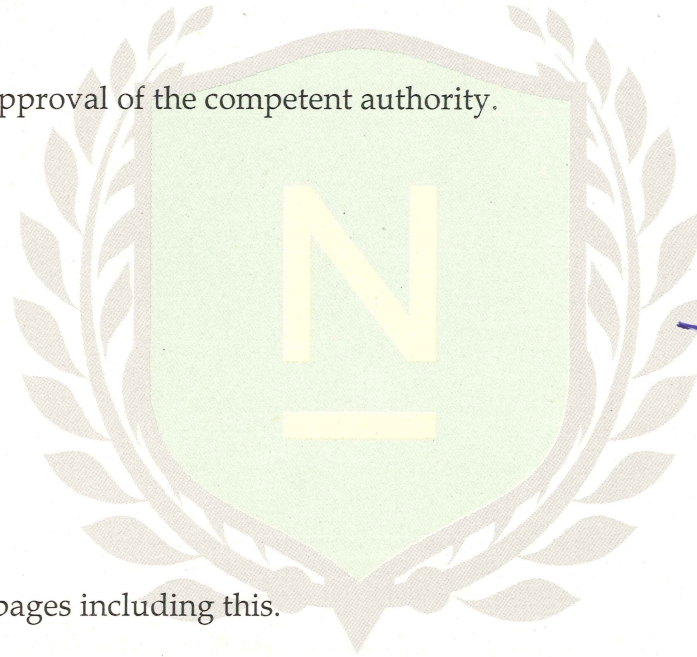 pproval of the competent authority.
N
pages including this.